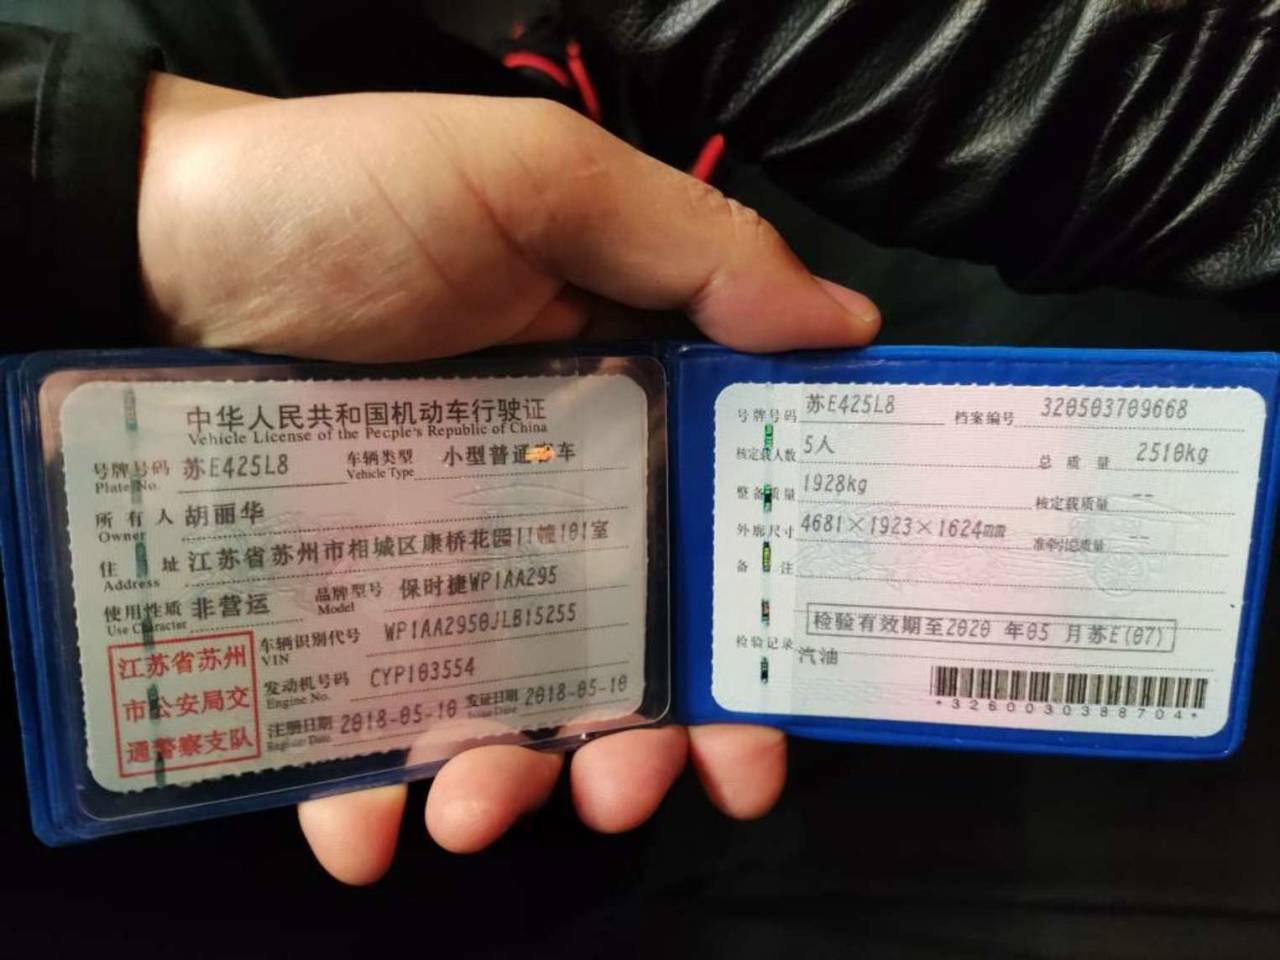 中华人民共和国机动车行驶证
Vehicle License of the People's Republic of China
号牌号码 苏E425L8 车辆类型 小型普通客车
Plate No. Vehicle Type
所有人 胡丽华
Owner
住址 江苏省苏州市相城区康桥花园11幢101室
Address
使用性质 非营运 品牌型号 保时捷WP1AA295
Use Character Model
江苏省苏州
市公安局交
通警察支队
车辆识别代号 WP1AA2950JLB15255
VIN
发动机号码 CYP103554
Engine No.
注册日期 2018-05-10 发证日期 2018-05-10
Register Date Issue Date
号牌号码 苏E425L8 档案编号 320503709668
核定载人数 5人 总质量 2510kg
整备质量 1928kg 核定载质量 --
外廓尺寸 4681×1923×1624㎜ 准牵引总质量 --
备注
检验有效期至2020年05月苏E(07)
检验记录
汽油
*3260030388704*